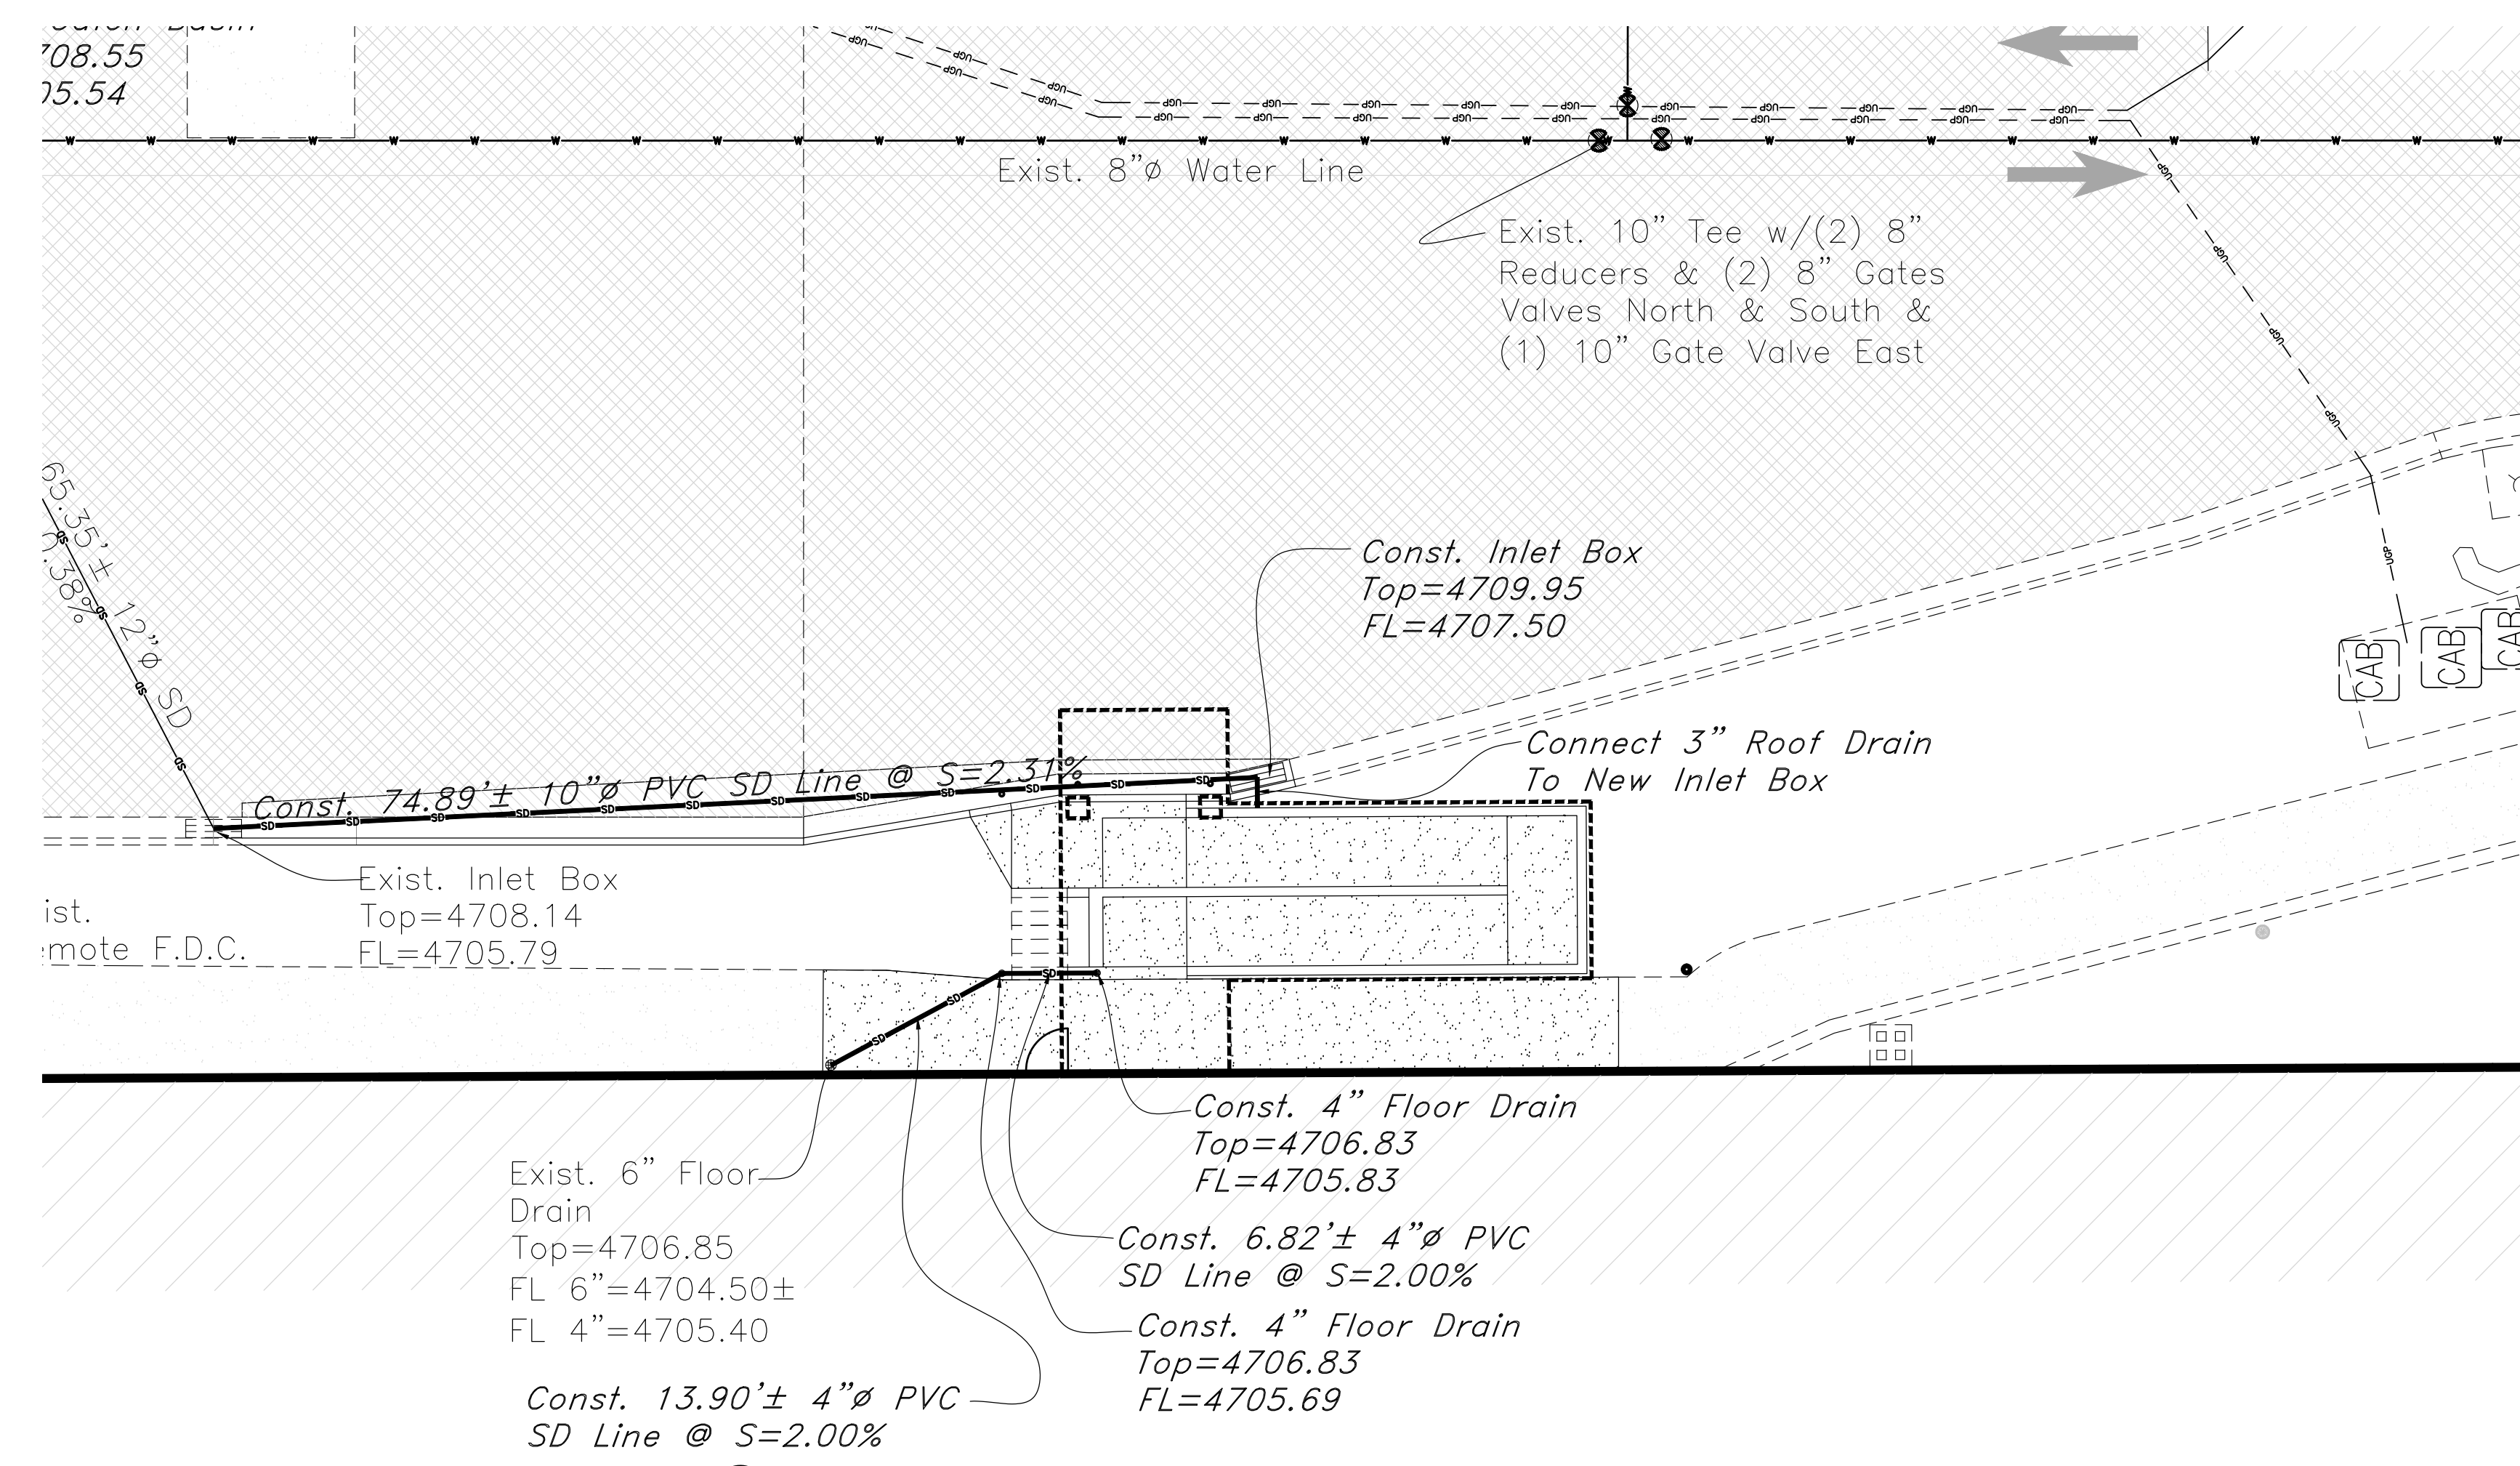 708.55
05.54
Exist. 8"ø Water Line
Exist. 10" Tee w/(2) 8"
Reducers & (2) 8" Gates
Valves North & South &
(1) 10" Gate Valve East
65.35'± 12"ø SD
.38%
Const. Inlet Box
Top=4709.95
FL=4707.50
CAB
CAB
CAB
Connect 3" Roof Drain
To New Inlet Box
Const. 74.89'± 10"ø PVC SD Line @ S=2.31%
Exist. Inlet Box
Top=4708.14
FL=4705.79
ist.
emote F.D.C.
Const. 4" Floor Drain
Top=4706.83
FL=4705.83
Exist. 6" Floor
Drain
Top=4706.85
FL 6"=4704.50±
FL 4"=4705.40
Const. 6.82'± 4"ø PVC
SD Line @ S=2.00%
Const. 4" Floor Drain
Top=4706.83
FL=4705.69
Const. 13.90'± 4"ø PVC
SD Line @ S=2.00%